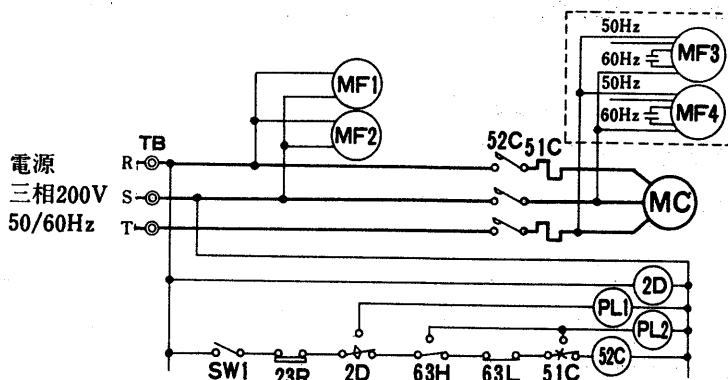 50Hz
60Hz
MF3
50Hz
60Hz
MF4
MF1
MF2
TB
52C 51C
電源
三相200V
50/60Hz
R
S
T
MC
2D
PL1
PL2
52C
SW1 23R 2D 63H 63L 51C